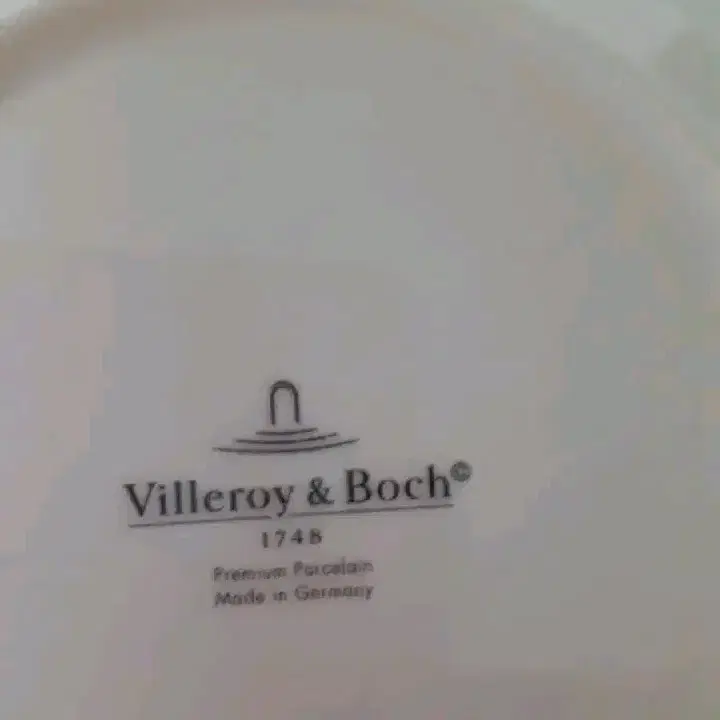 Villeroy & Boch©
1748
Premium Porcelain
Made in Germany